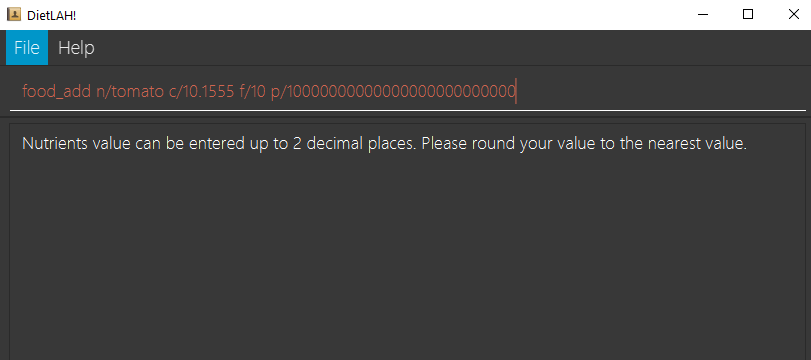 DietLAH!
File Help
food_add n/tomato c/10.1555 f/10 p/10000000000000000000000000
Nutrients value can be entered up to 2 decimal places. Please round your value to the nearest value.